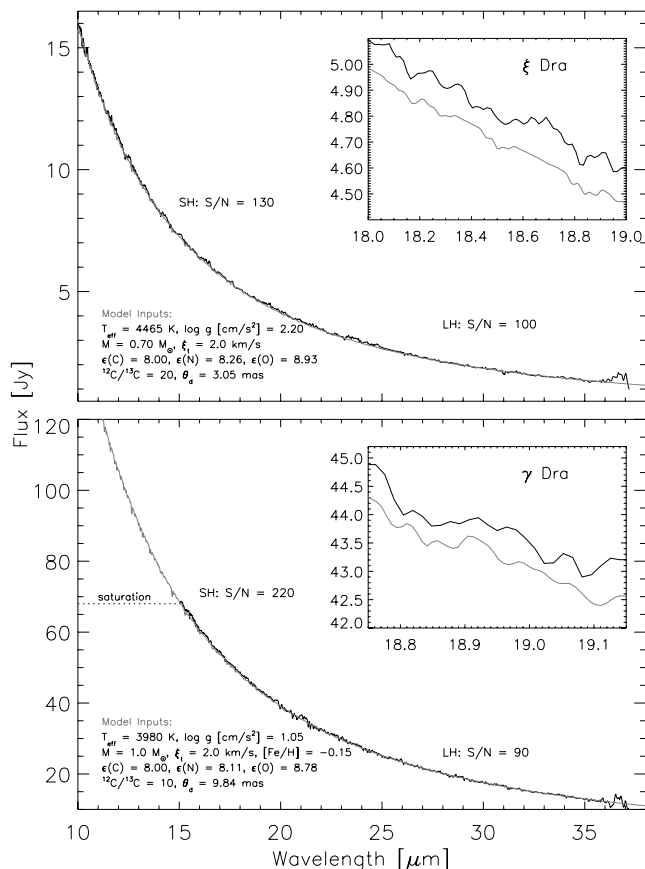 15
10
5
5.00
4.90
4.80
4.70
4.60
4.50
18.0 18.2 18.4 18.6 18.8 19.0
ξ Dra
SH: S/N = 130
LH: S/N = 100
Model Inputs:
T_eff = 4465 K, log g [cm/s²] = 2.20
M = 0.70 M_⊙, ξ_t = 2.0 km/s
ϵ(C) = 8.00, ϵ(N) = 8.26, ϵ(O) = 8.93
¹²C/¹³C = 20, θ_d = 3.05 mas
Flux [Jy]
120
100
80
60
40
20
45.0
44.5
44.0
43.5
43.0
42.5
42.0
18.8 18.9 19.0 19.1
γ Dra
saturation
SH: S/N = 220
LH: S/N = 90
Model Inputs:
T_eff = 3980 K, log g [cm/s²] = 1.05
M = 1.0 M_⊙, ξ_t = 2.0 km/s, [Fe/H] = −0.15
ϵ(C) = 8.00, ϵ(N) = 8.11, ϵ(O) = 8.78
¹²C/¹³C = 10, θ_d = 9.84 mas
10 15 20 25 30 35
Wavelength [μm]